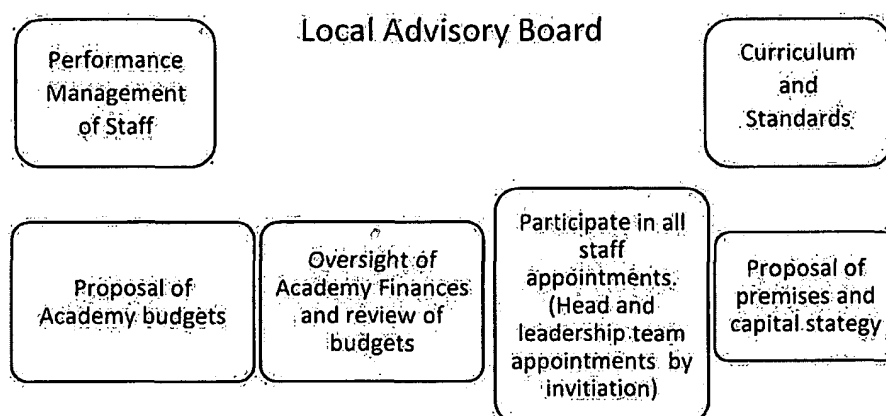 Local Advisory Board
Performance
Management
of Staff
Curriculum
and
Standards
Proposal of
Academy budgets
Oversight of
Academy Finances
and review of
budgets
Participate in all
staff
appointments.
(Head and
leadership team
appointments by
invitiation)
Proposal of
premises and
capital stategy